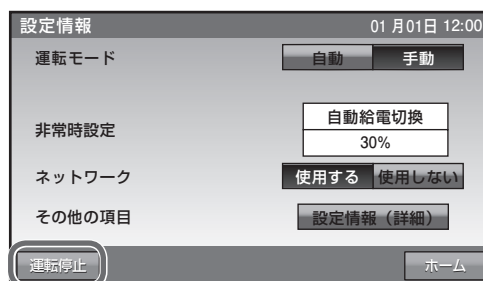 設定情報 01月01日 12:00
運転モード 自動 手動
非常時設定 自動給電切換
30%
ネットワーク 使用する 使用しない
その他の項目 設定情報（詳細）
運転停止 ホーム